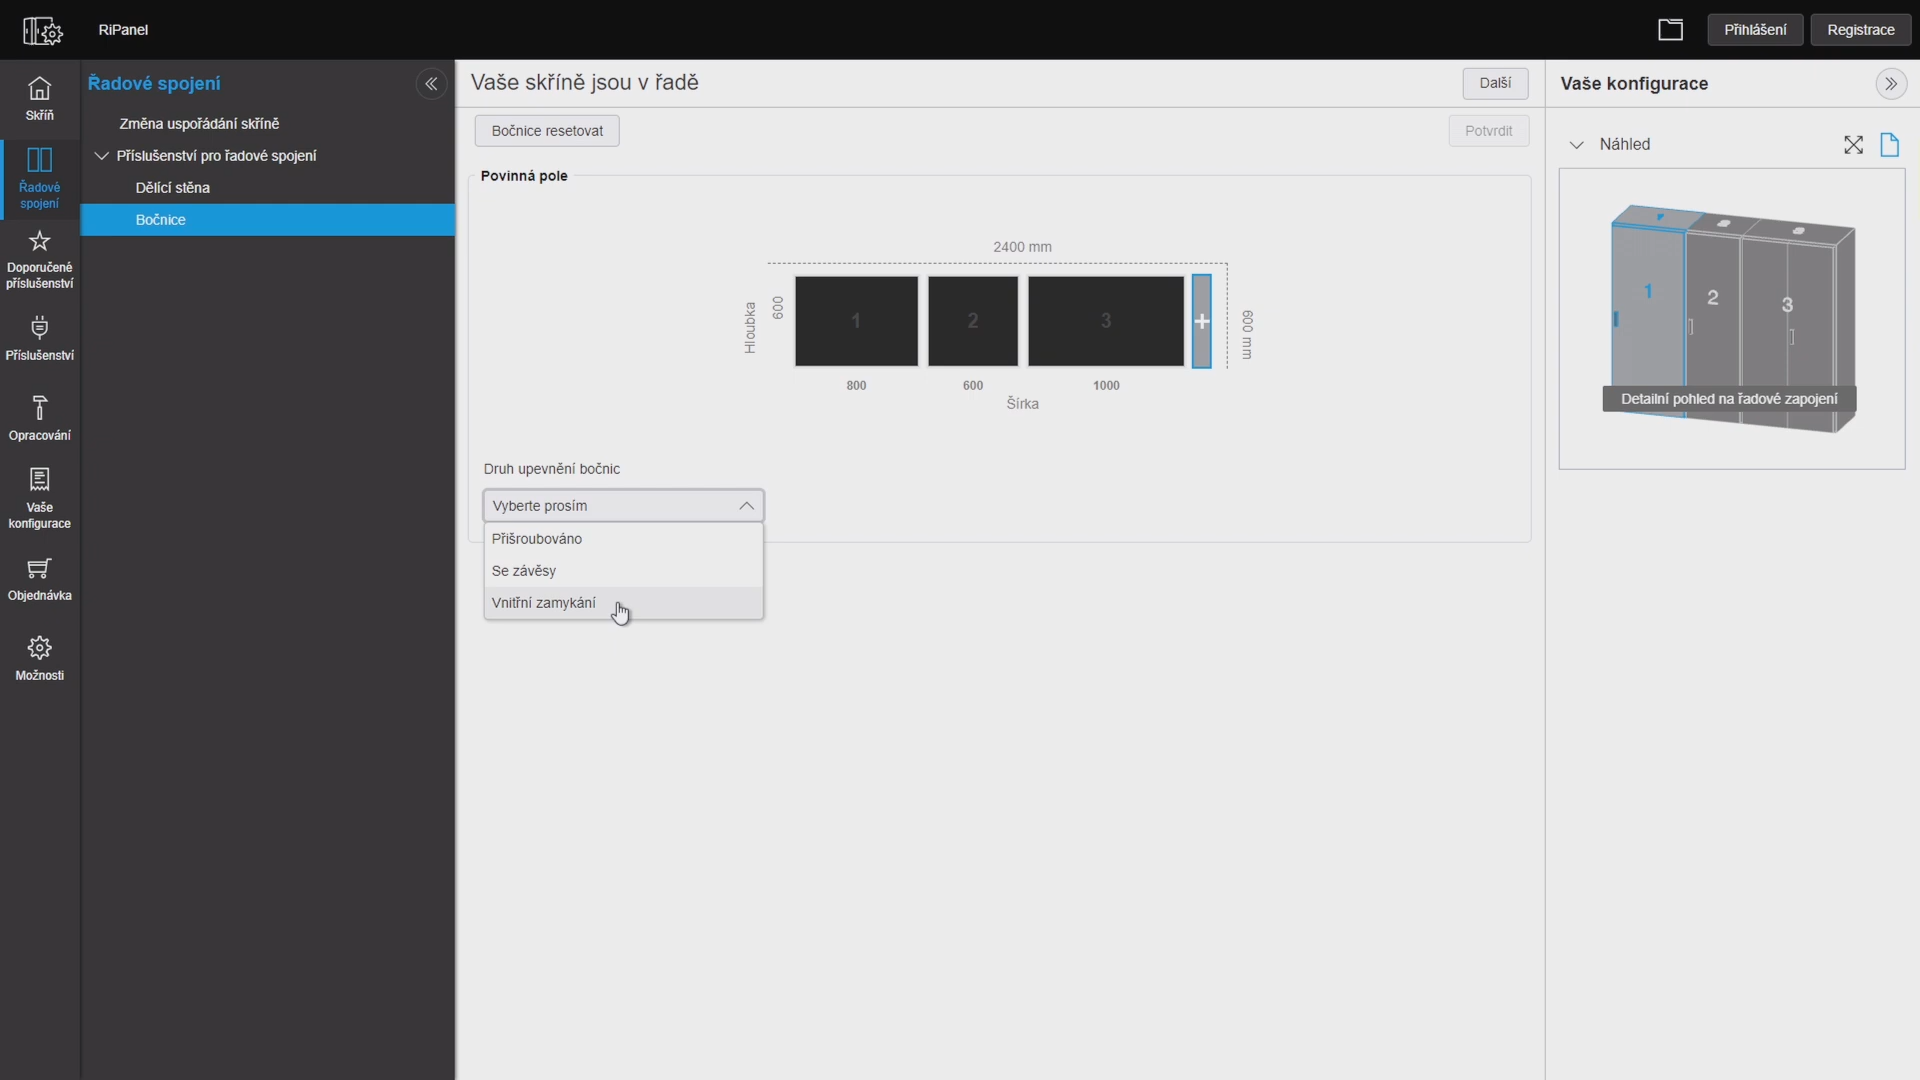 RiPanel
Přihlášení
Registrace
Skříň
Řadové
spojení
Doporučené
příslušenství
Příslušenství
Opracování
Vaše
konfigurace
Objednávka
Možnosti
Řadové spojení
Změna uspořádání skříně
Příslušenství pro řadové spojení
Dělící stěna
Bočnice
Vaše skříně jsou v řadě
Další
Bočnice resetovat
Potvrdit
Povinná pole
2400 mm
Hloubka
600
1
2
3
600 mm
800
600
1000
Šířka
Druh upevnění bočnic
Vyberte prosím
Přišroubováno
Se závěsy
Vnitřní zamykání
Vaše konfigurace
Náhled
1
2
3
Detailní pohled na řadové zapojení